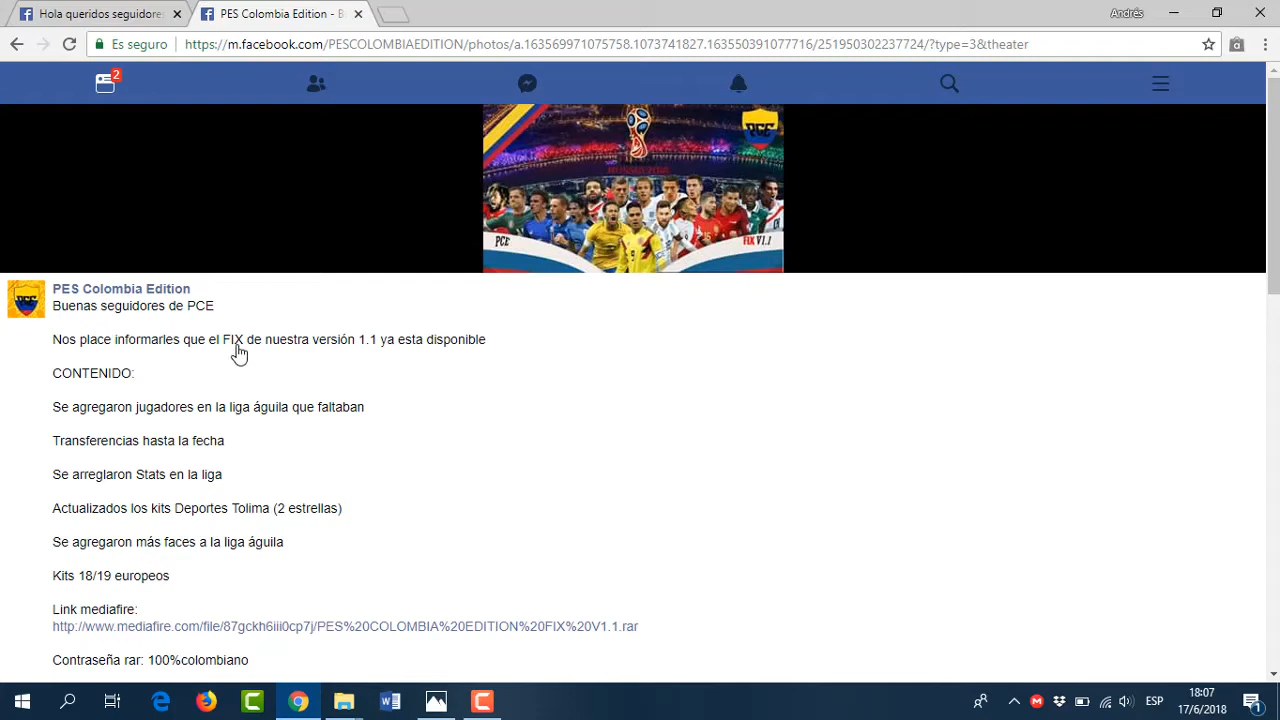 Hola queridos seguidores
PES Colombia Edition - B
Andrés
Es seguro
https://m.facebook.com/PESCOLOMBIAEDITION/photos/a.163569971075758.1073741827.163550391077716/251950302237724/?type=3&theater
2
PCE
PCE
FIX V1.1
PES Colombia Edition
Buenas seguidores de PCE
Nos place informarles que el FIX de nuestra versión 1.1 ya esta disponible
CONTENIDO:
Se agregaron jugadores en la liga águila que faltaban
Transferencias hasta la fecha
Se arreglaron Stats en la liga
Actualizados los kits Deportes Tolima (2 estrellas)
Se agregaron más faces a la liga águila
Kits 18/19 europeos
Link mediafire:
http://www.mediafire.com/file/87gckh6iii0cp7j/PES%20COLOMBIA%20EDITION%20FIX%20V1.1.rar
Contraseña rar: 100%colombiano
ESP
18:07
17/6/2018
1